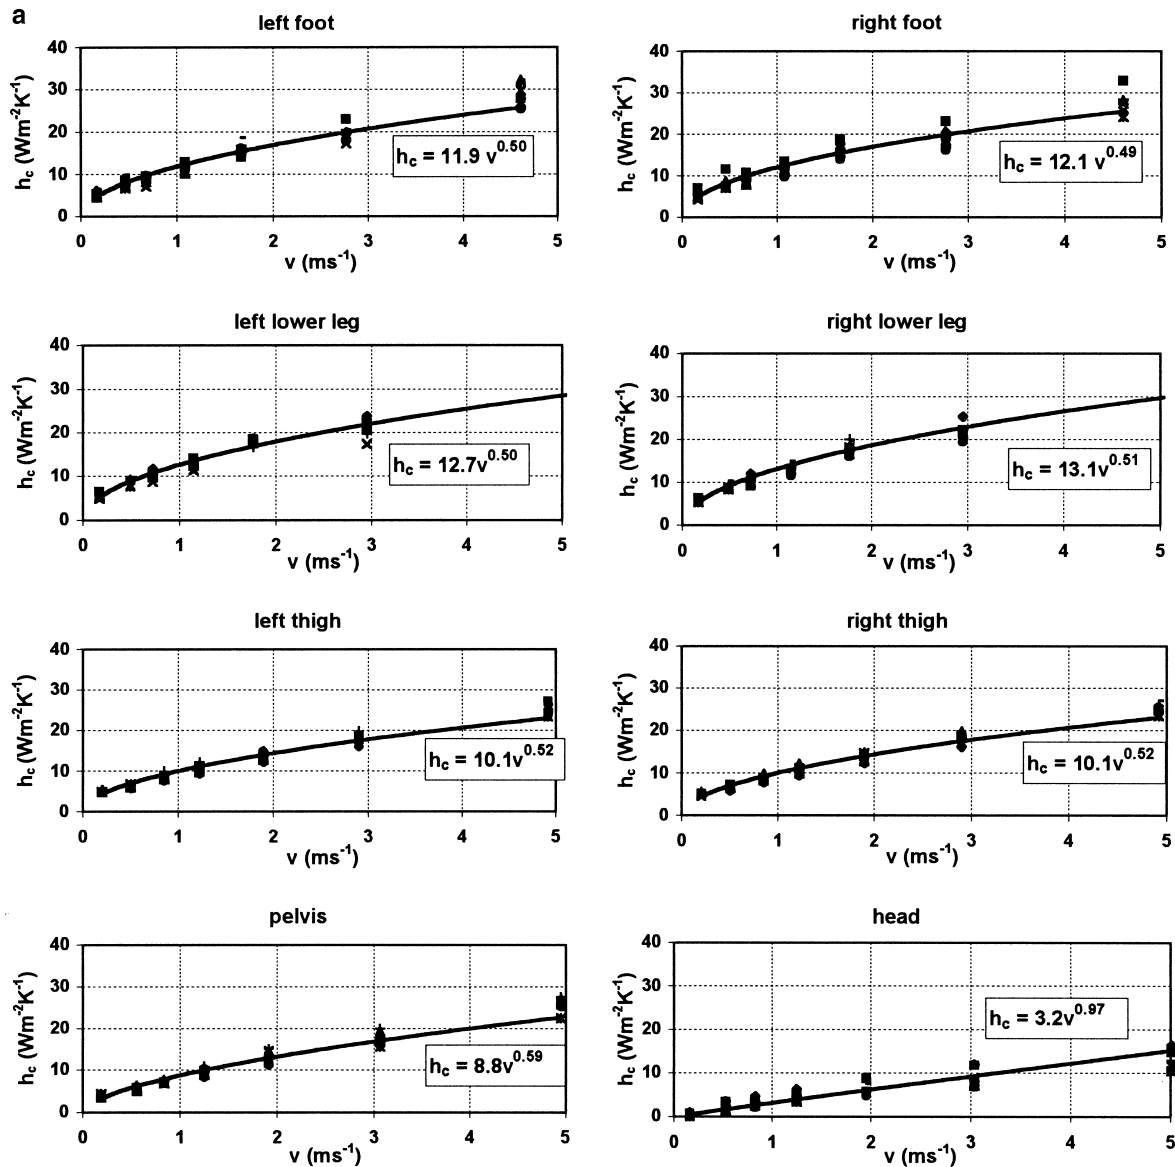 a
left foot
h_c (Wm^-2K^-1)
40
30
20
10
0
h_c = 11.9 v^0.50
0 1 2 3 4 5
v (ms^-1)
right foot
h_c (Wm^-2K^-1)
40
30
20
10
0
h_c = 12.1 v^0.49
0 1 2 3 4 5
v (ms^-1)
left lower leg
h_c (Wm^-2K^-1)
40
30
20
10
0
h_c = 12.7v^0.50
0 1 2 3 4 5
v (ms^-1)
right lower leg
h_c (Wm^-2K^-1)
40
30
20
10
0
h_c = 13.1v^0.51
0 1 2 3 4 5
v (ms^-1)
left thigh
h_c (Wm^-2K^-1)
40
30
20
10
0
h_c = 10.1v^0.52
0 1 2 3 4 5
v (ms^-1)
right thigh
h_c (Wm^-2K^-1)
40
30
20
10
0
h_c = 10.1v^0.52
0 1 2 3 4 5
v (ms^-1)
pelvis
h_c (Wm^-2K^-1)
40
30
20
10
0
h_c = 8.8v^0.59
0 1 2 3 4 5
v (ms^-1)
head
h_c (Wm^-2K^-1)
40
30
20
10
0
h_c = 3.2v^0.97
0 1 2 3 4 5
v (ms^-1)